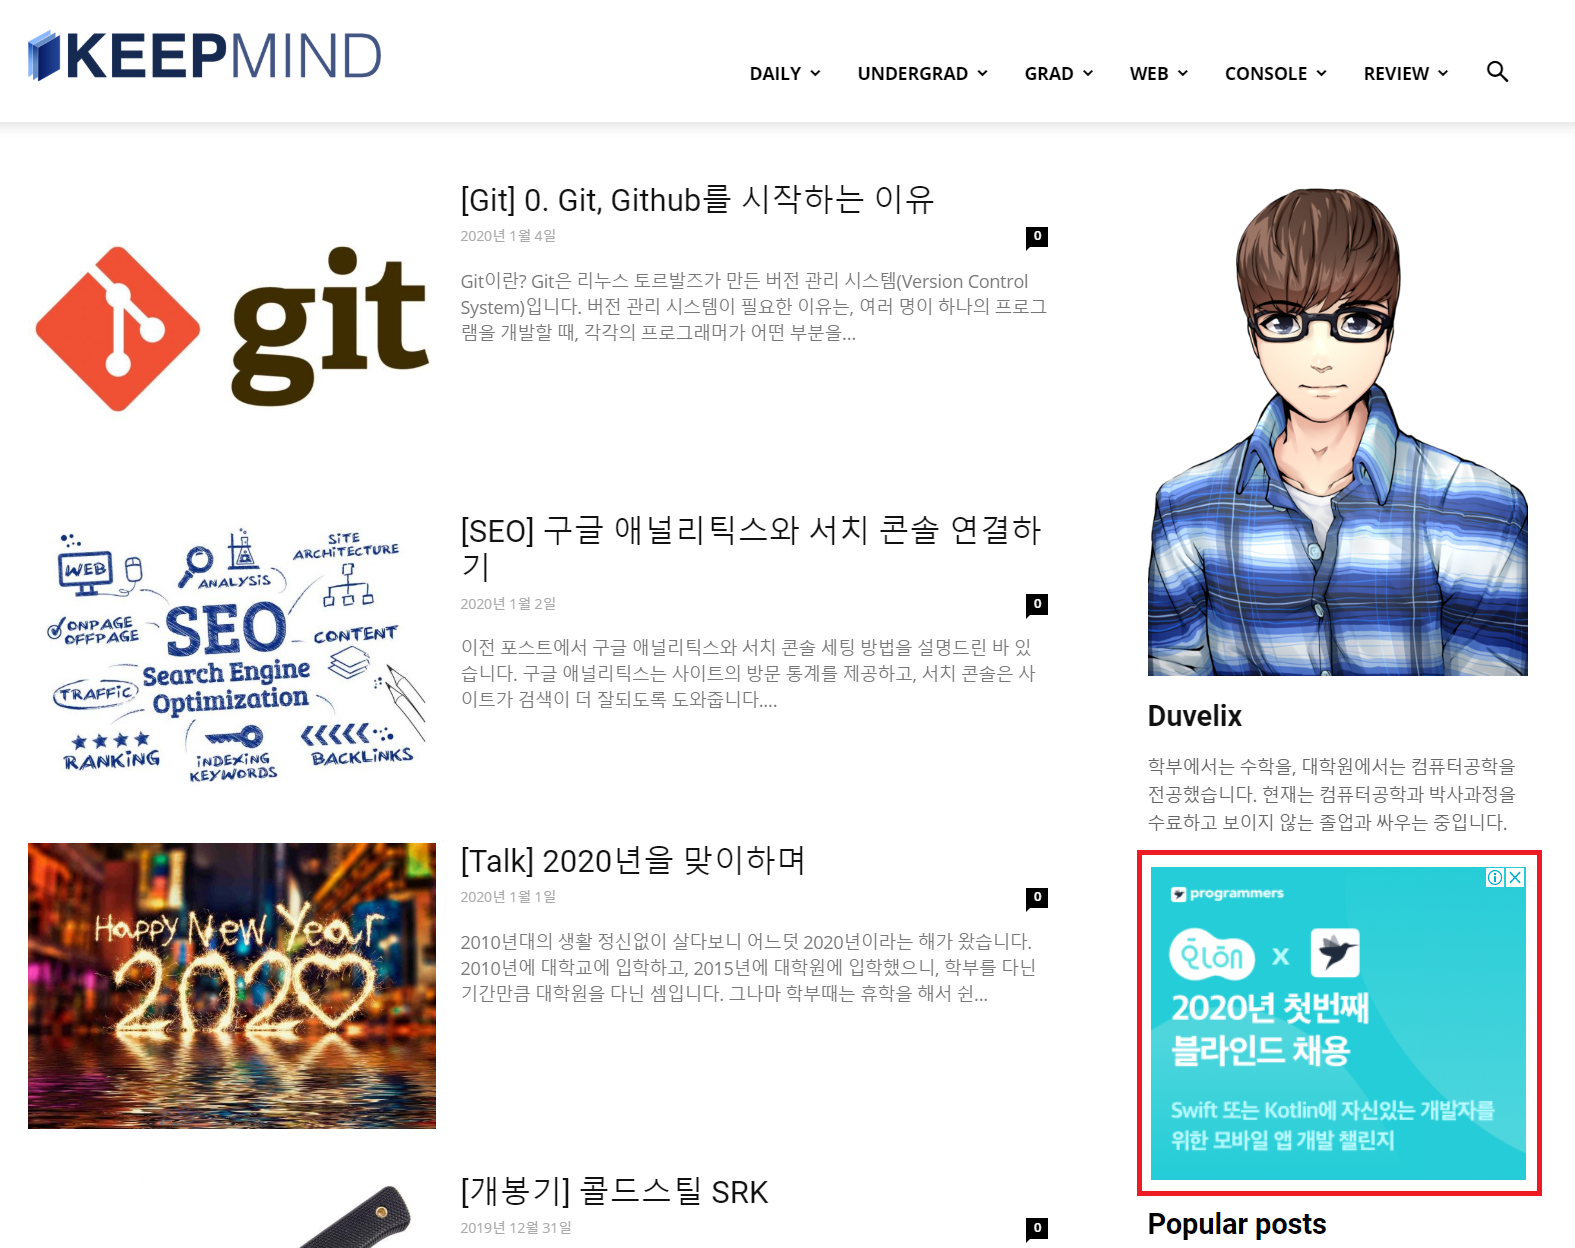 KEEPMIND
DAILY
UNDERGRAD
GRAD
WEB
CONSOLE
REVIEW
git
[Git] 0. Git, Github를 시작하는 이유
2020년 1월 4일
0
Git이란? Git은 리누스 토르발즈가 만든 버전 관리 시스템(Version Control
System)입니다. 버전 관리 시스템이 필요한 이유는, 여러 명이 하나의 프로그
램을 개발할 때, 각각의 프로그래머가 어떤 부분을...
WEB
ANALYSIS
SITE
ARCHITECTURE
ONPAGE
OFFPAGE
SEO
CONTENT
Search Engine
Optimization
TRAFFIC
RANKING
INDEXING
KEYWORDS
BACKLINKS
[SEO] 구글 애널리틱스와 서치 콘솔 연결하
기
2020년 1월 2일
0
이전 포스트에서 구글 애널리틱스와 서치 콘솔 세팅 방법을 설명드린 바 있
습니다. 구글 애널리틱스는 사이트의 방문 통계를 제공하고, 서치 콘솔은 사
이트가 검색이 더 잘되도록 도와줍니다....
Happy New Year
2020
[Talk] 2020년을 맞이하며
2020년 1월 1일
0
2010년대의 생활 정신없이 살다보니 어느덧 2020년이라는 해가 왔습니다.
2010년에 대학교에 입학하고, 2015년에 대학원에 입학했으니, 학부를 다닌
기간만큼 대학원을 다닌 셈입니다. 그나마 학부때는 휴학을 해서 쉰...
[개봉기] 콜드스틸 SRK
2019년 12월 31일
0
Duvelix
학부에서는 수학을, 대학원에서는 컴퓨터공학을
전공했습니다. 현재는 컴퓨터공학과 박사과정을
수료하고 보이지 않는 졸업과 싸우는 중입니다.
programmers
x
2020년 첫번째
블라인드 채용
Swift 또는 Kotlin에 자신있는 개발자를
위한 모바일 앱 개발 챌린지
Popular posts